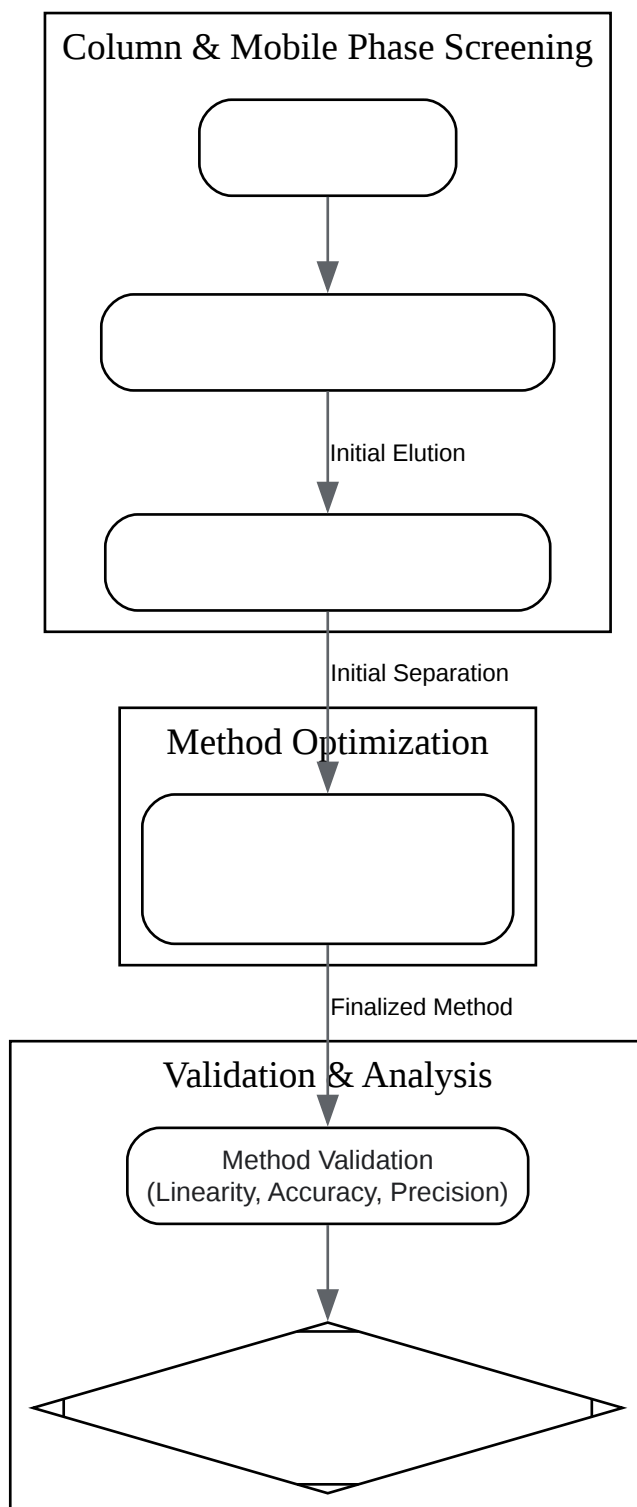 Column & Mobile Phase Screening
Initial Elution
Initial Separation
Method Optimization
Finalized Method
Validation & Analysis
Method Validation
(Linearity, Accuracy, Precision)